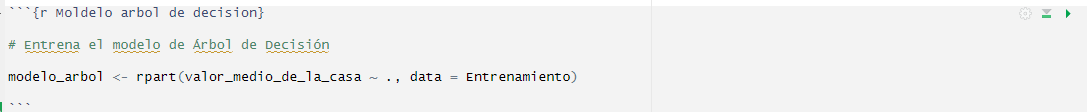 ```{r Moldelo arbol de decision}
# Entrena el modelo de Árbol de Decisión
modelo_arbol <- rpart(valor_medio_de_la_casa ~ ., data = Entrenamiento)
```